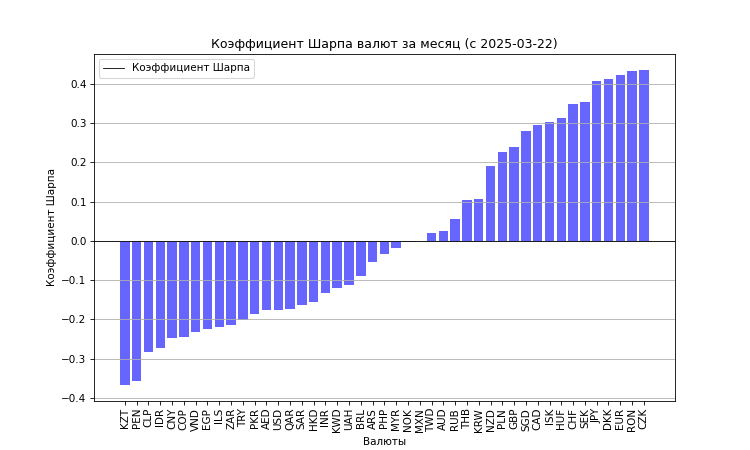 Коэффициент Шарпа валют за месяц (с 2025-03-22)
Коэффициент Шарпа
Коэффициент Шарпа
0.4
0.3
0.2
0.1
0.0
−0.1
−0.2
−0.3
−0.4
KZT PEN CLP IDR CNY COP VND EGP ILS ZAR TRY PKR AED USD QAR SAR HKD INR KWD UAH BRL ARS PHP MYR NOK MXN TWD AUD RUB THB KRW NZD PLN GBP SGD CAD ISK HUF CHF SEK JPY DKK EUR RON CZK
Валюты